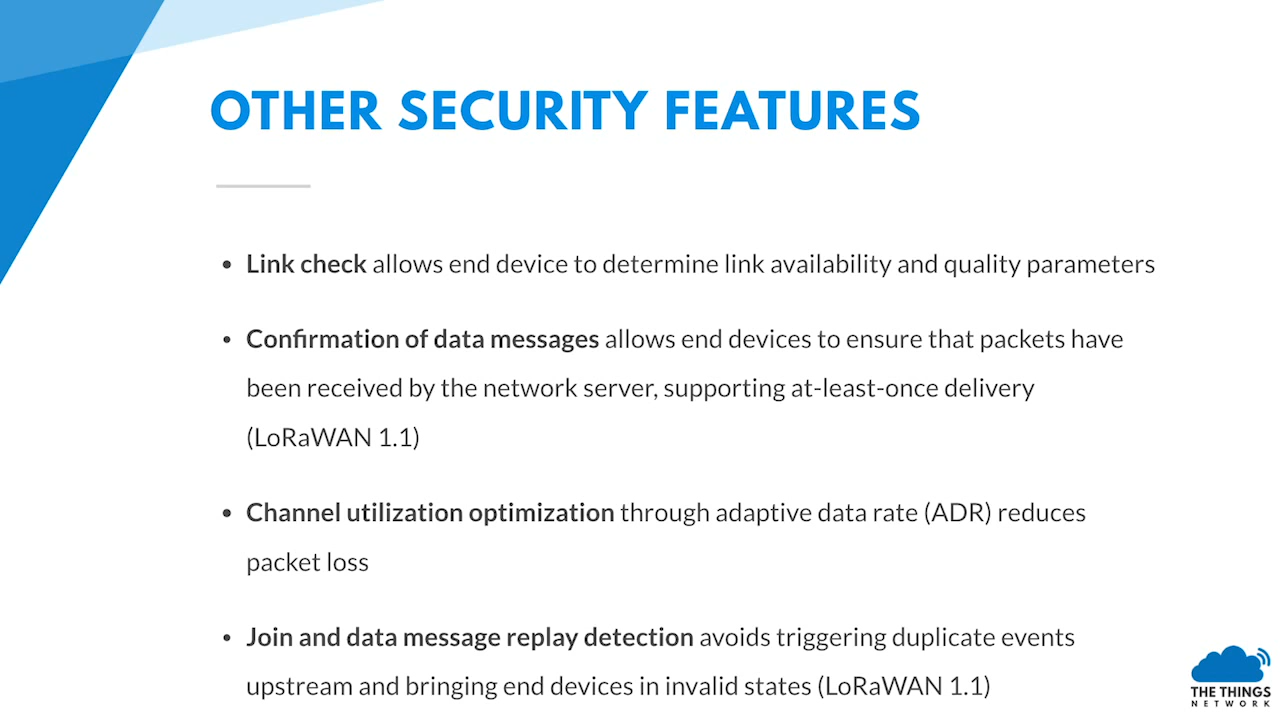 OTHER SECURITY FEATURES
• Link check allows end device to determine link availability and quality parameters
• Confirmation of data messages allows end devices to ensure that packets have
been received by the network server, supporting at-least-once delivery
(LoRaWAN 1.1)
• Channel utilization optimization through adaptive data rate (ADR) reduces
packet loss
• Join and data message replay detection avoids triggering duplicate events
upstream and bringing end devices in invalid states (LoRaWAN 1.1)
THE THINGS
NETWORK